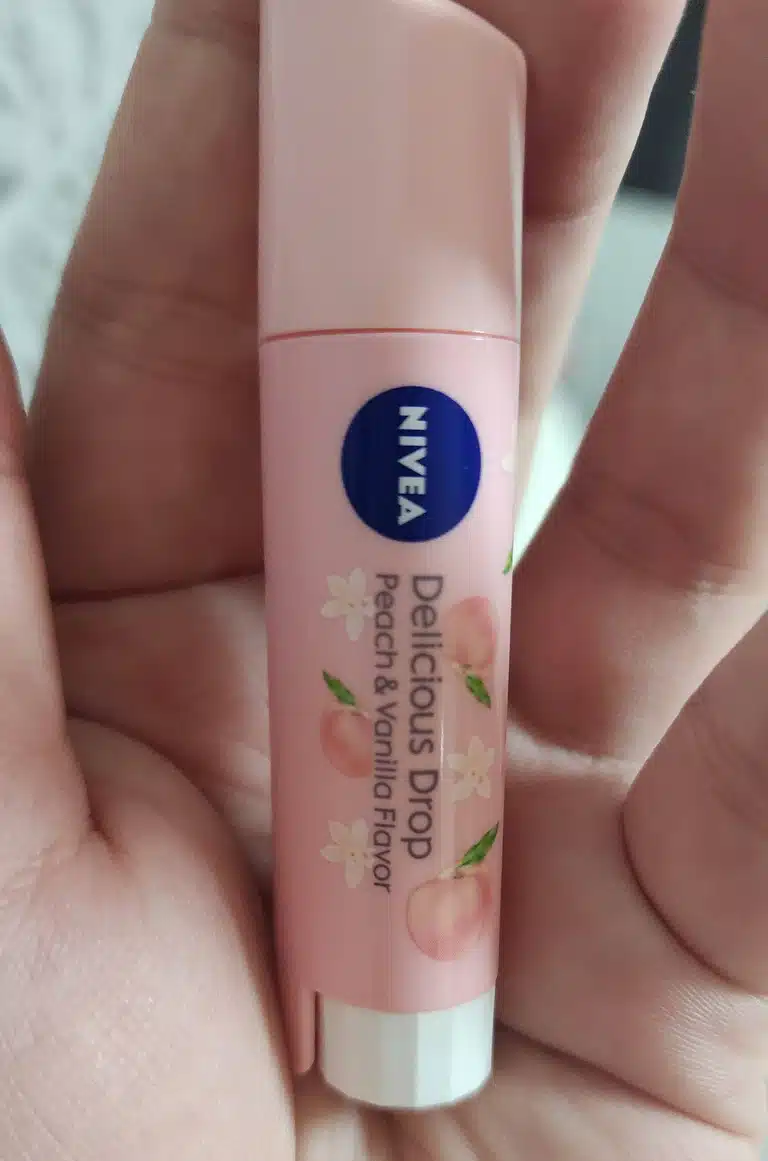 NIVEA
Delicious Drop
Peach & Vanilla Flavor